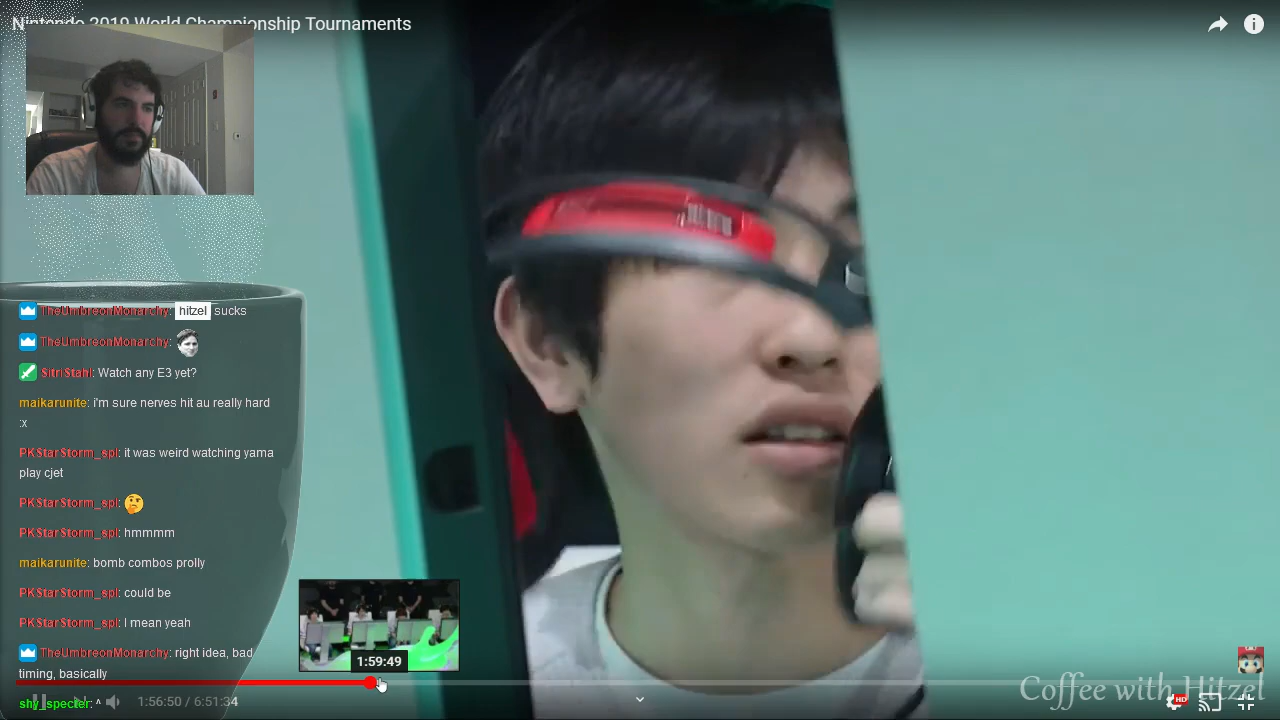 Nintendo 2019 World Championship Tournaments
TheUmbreonMonarchy: hitzel sucks
TheUmbreonMonarchy:
SitriStahl: Watch any E3 yet?
maikarunite: i'm sure nerves hit au really hard
:x
PKStarStorm_spl: it was weird watching yama
play cjet
PKStarStorm_spl:
PKStarStorm_spl: hmmmm
maikarunite: bomb combos prolly
PKStarStorm_spl: could be
PKStarStorm_spl: I mean yeah
TheUmbreonMonarchy: right idea, bad
timing, basically
shy_specter: ^
1:59:49
1:56:50 / 6:51:34
HD
Coffee with Hitzel